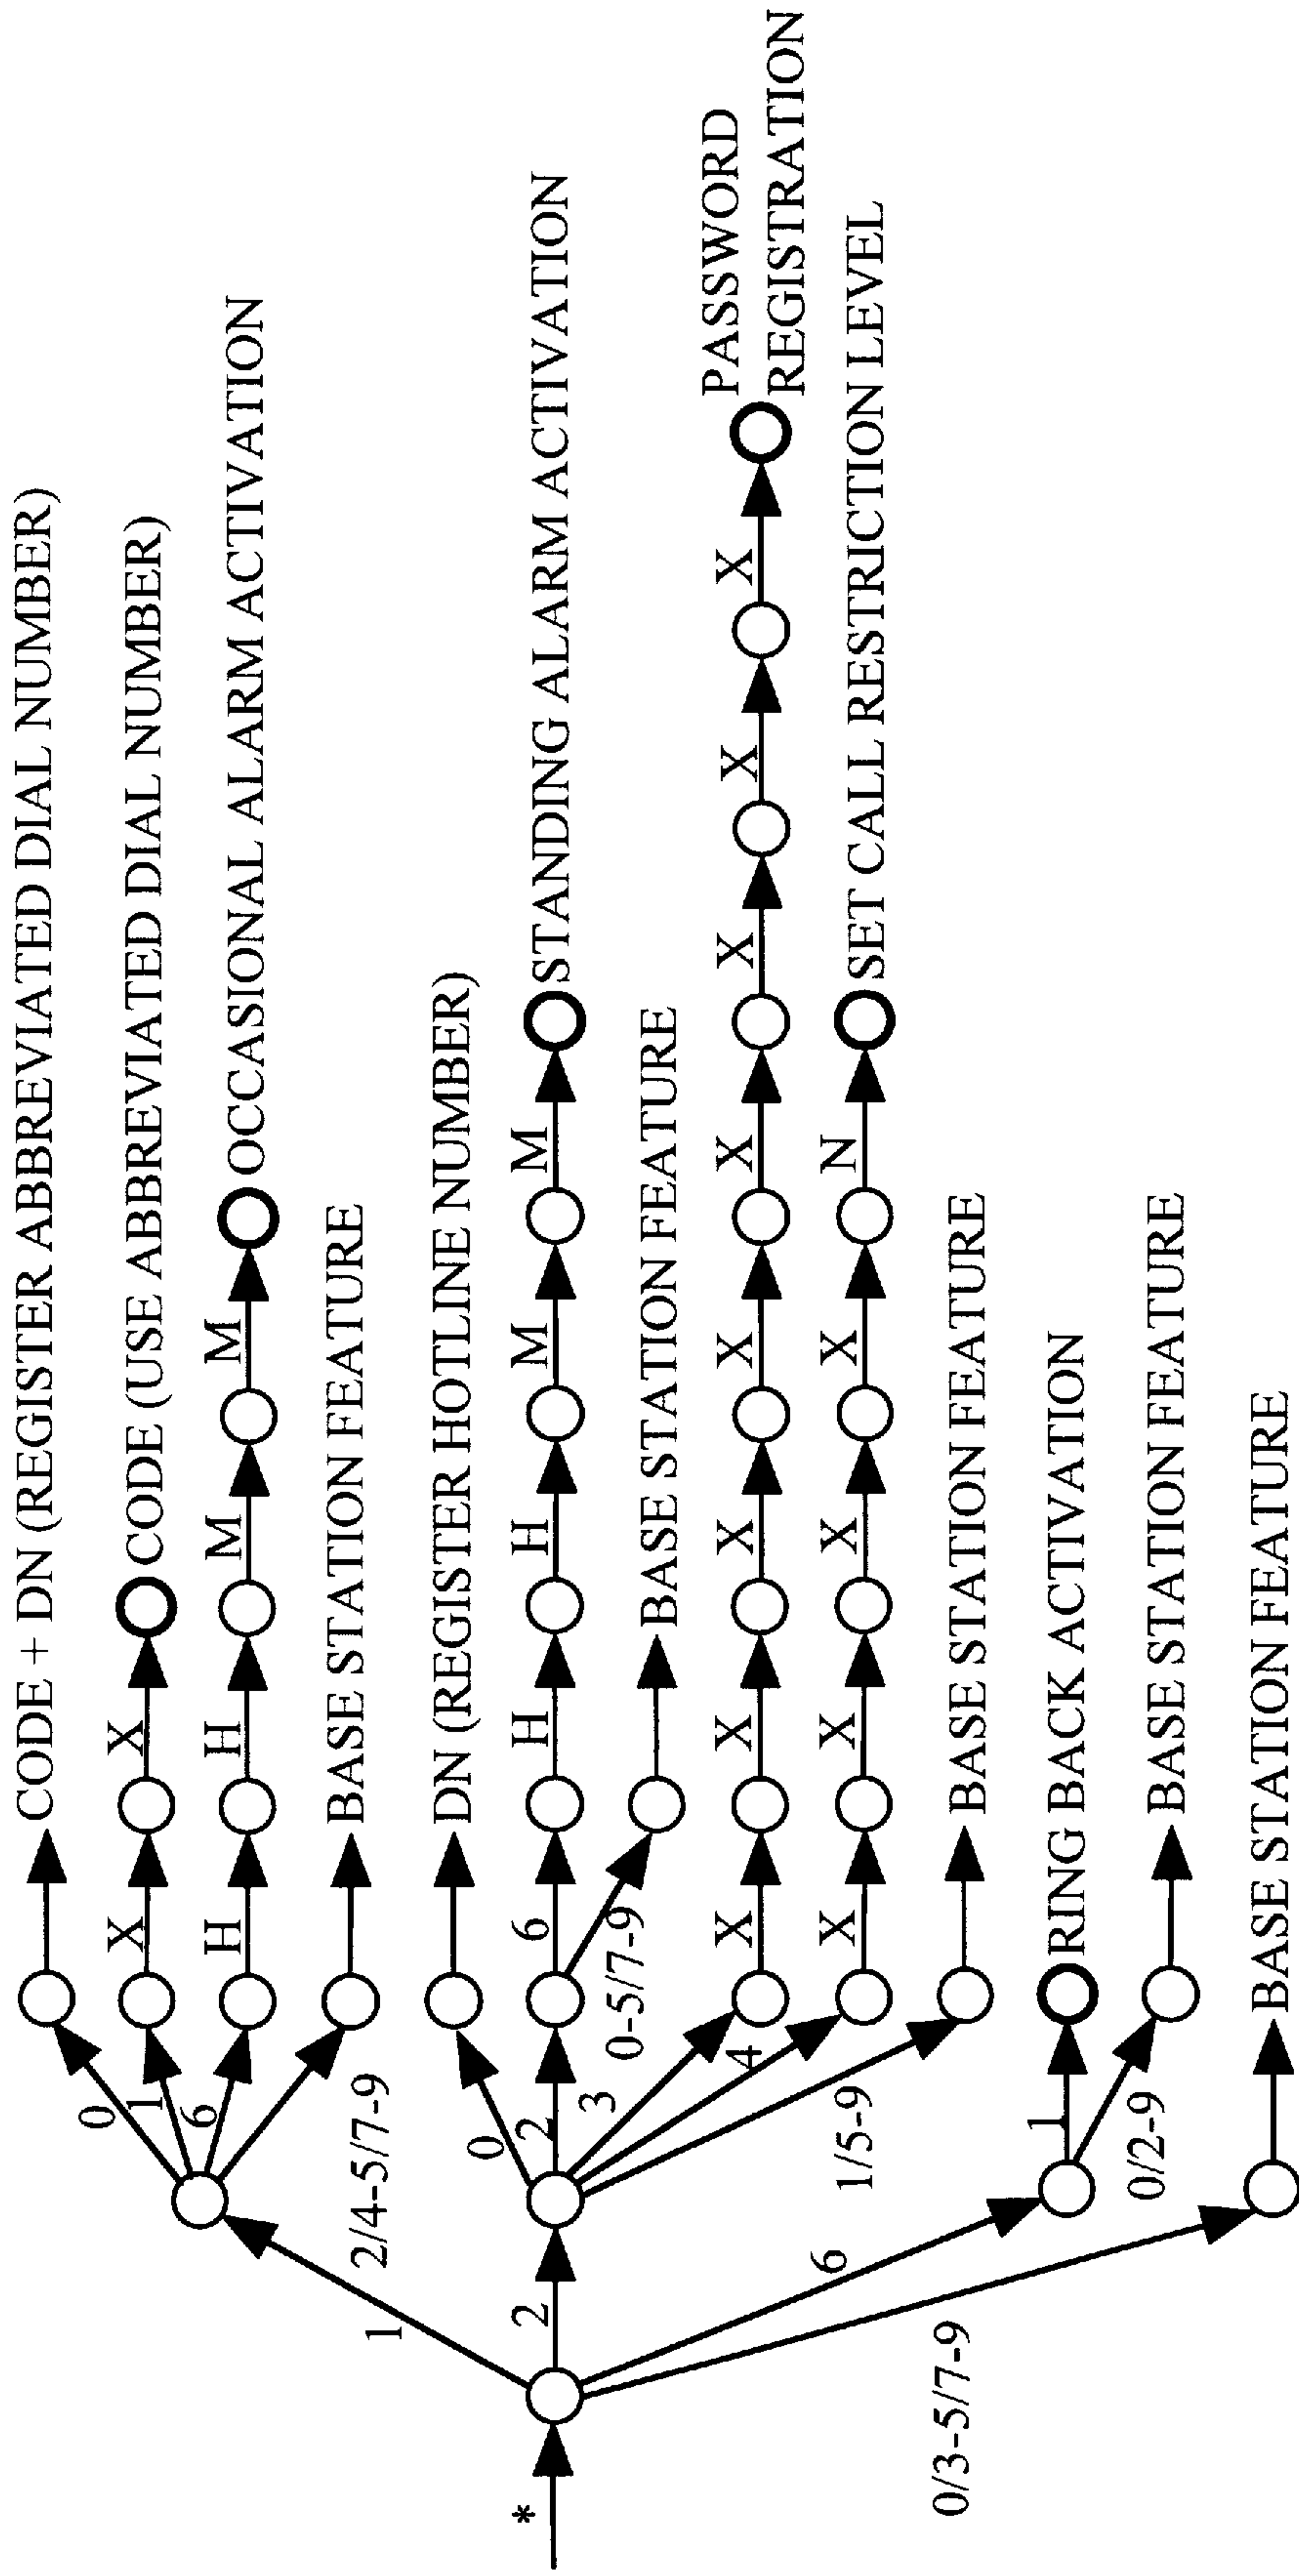 CODE + DN (REGISTER ABBREVIATED DIAL NUMBER)
0
X X
CODE (USE ABBREVIATED DIAL NUMBER)
1
H H M M
OCCASIONAL ALARM ACTIVATION
6
BASE STATION FEATURE
2/4-5/7-9
1
DN (REGISTER HOTLINE NUMBER)
0
* 2 2 6 H H M M
STANDING ALARM ACTIVATION
0-5/7-9
BASE STATION FEATURE
3
X X X X X X X X
PASSWORD
REGISTRATION
4
X X X X N
SET CALL RESTRICTION LEVEL
1/5-9
BASE STATION FEATURE
6
1
RING BACK ACTIVATION
0/2-9
BASE STATION FEATURE
0/3-5/7-9
BASE STATION FEATURE